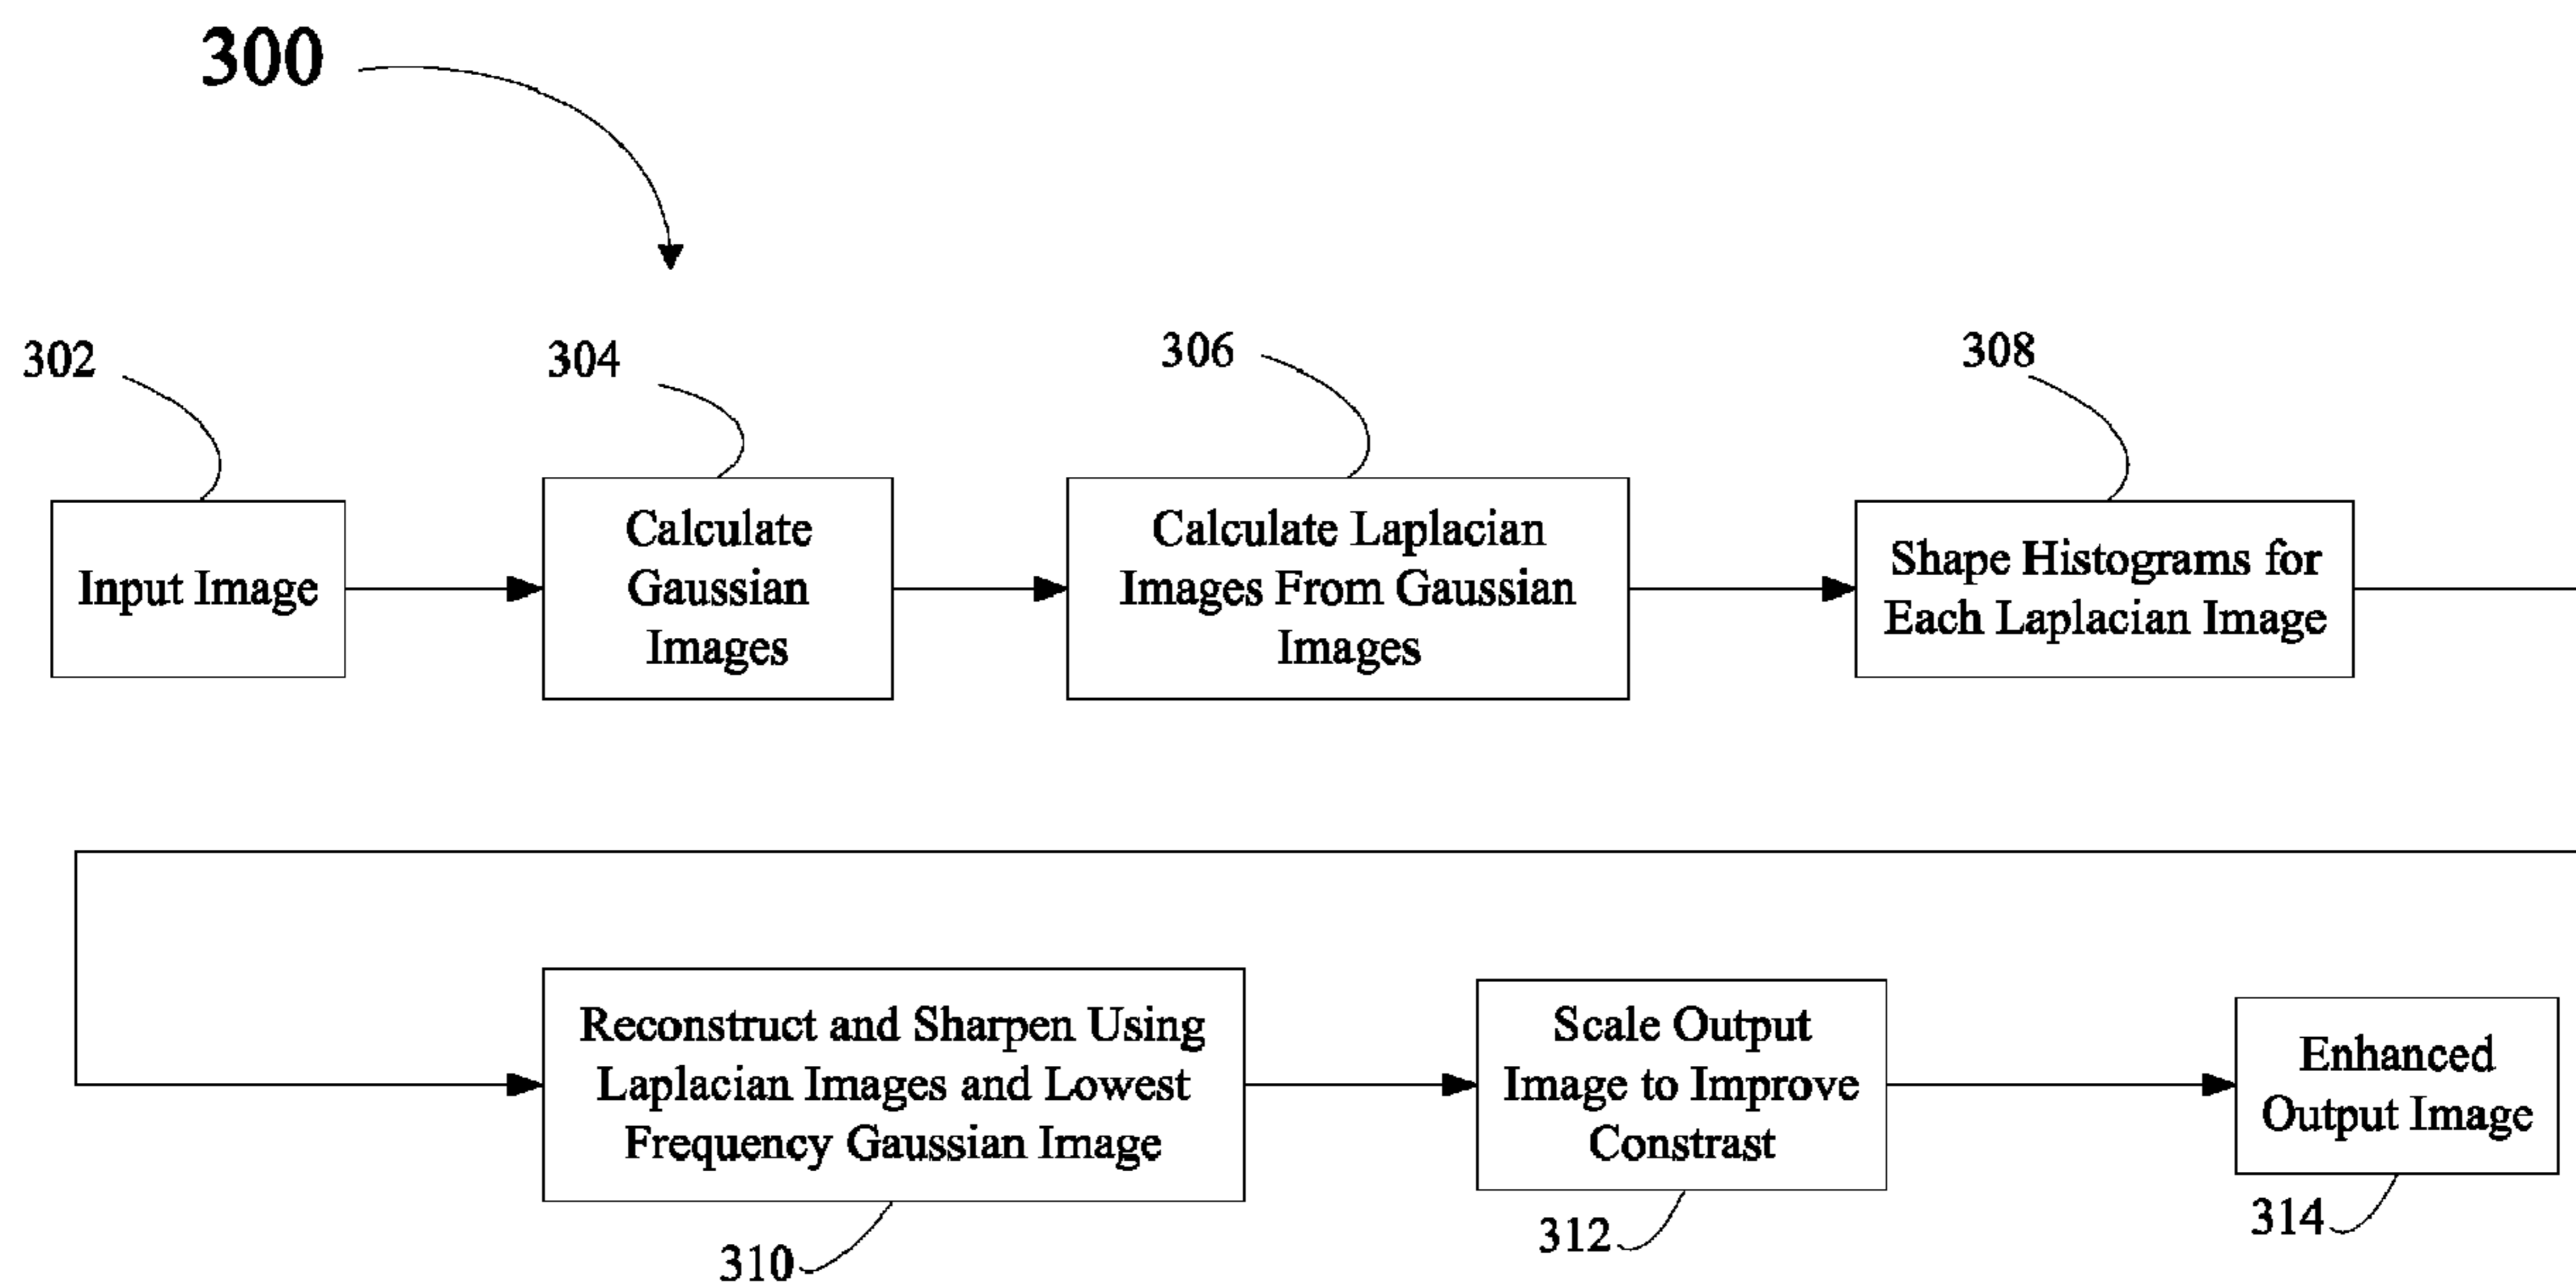 300
302
304
306
308
Input Image
Calculate
Gaussian
Images
Calculate Laplacian
Images From Gaussian
Images
Shape Histograms for
Each Laplacian Image
Reconstruct and Sharpen Using
Laplacian Images and Lowest
Frequency Gaussian Image
Scale Output
Image to Improve
Constrast
Enhanced
Output Image
310
312
314